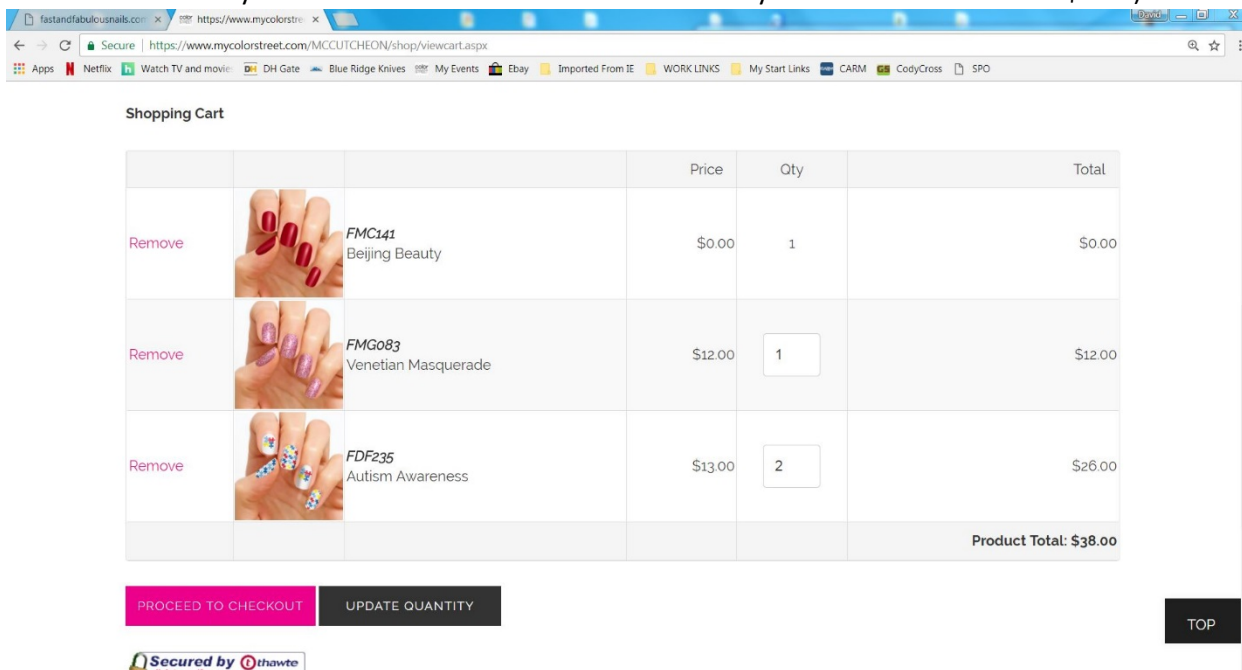 David
fastandfabulousnails.com
https://www.mycolorstre
Secure | https://www.mycolorstreet.com/MCCUTCHEON/shop/viewcart.aspx
Apps Netflix Watch TV and movie DH Gate Blue Ridge Knives My Events Ebay Imported From IE WORK LINKS My Start Links CARM CodyCross SPO
Shopping Cart
Price Qty Total
Remove FMC141 Beijing Beauty $0.00 1 $0.00
Remove FMG083 Venetian Masquerade $12.00 1 $12.00
Remove FDF235 Autism Awareness $13.00 2 $26.00
Product Total: $38.00
PROCEED TO CHECKOUT UPDATE QUANTITY
TOP
Secured by thawte